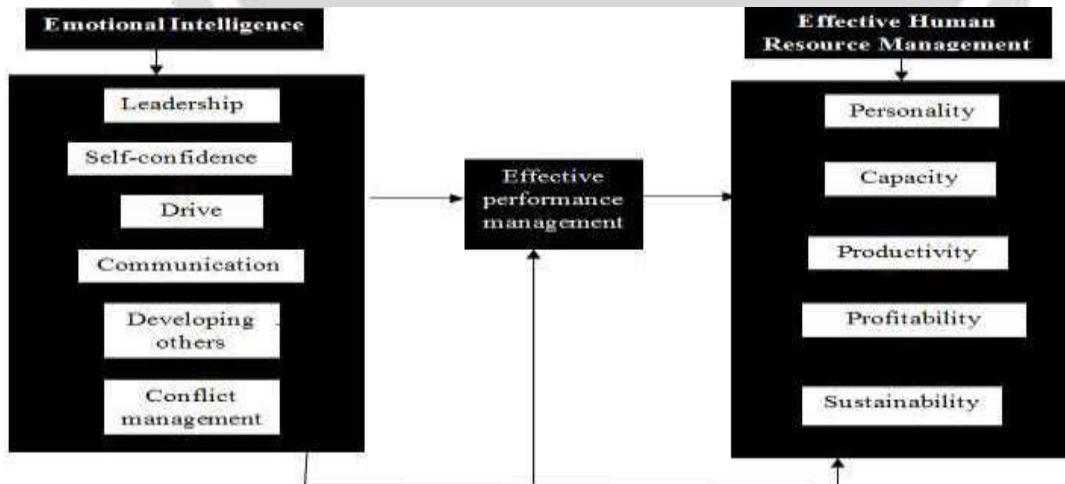 Emotional Intelligence
Leadership
Self-confidence
Drive
Communication
Developing
others
Conflict
management
Effective
performance
management
Effective Human
Resource Management
Personality
Capacity
Productivity
Profitability
Sustainability